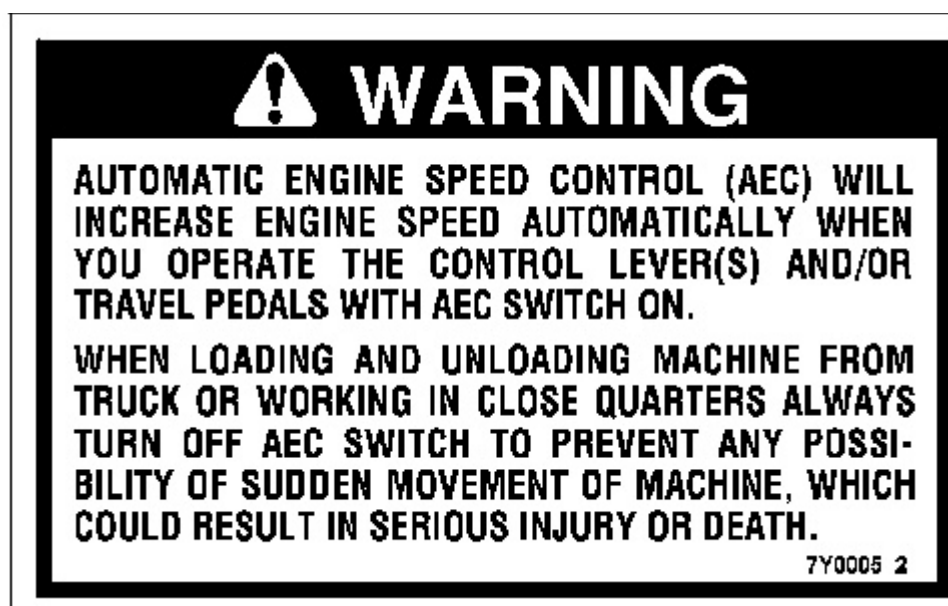 WARNING
AUTOMATIC ENGINE SPEED CONTROL (AEC) WILL
INCREASE ENGINE SPEED AUTOMATICALLY WHEN
YOU OPERATE THE CONTROL LEVER(S) AND/OR
TRAVEL PEDALS WITH AEC SWITCH ON.
WHEN LOADING AND UNLOADING MACHINE FROM
TRUCK OR WORKING IN CLOSE QUARTERS ALWAYS
TURN OFF AEC SWITCH TO PREVENT ANY POSSI-
BILITY OF SUDDEN MOVEMENT OF MACHINE, WHICH
COULD RESULT IN SERIOUS INJURY OR DEATH.
7Y0005 2